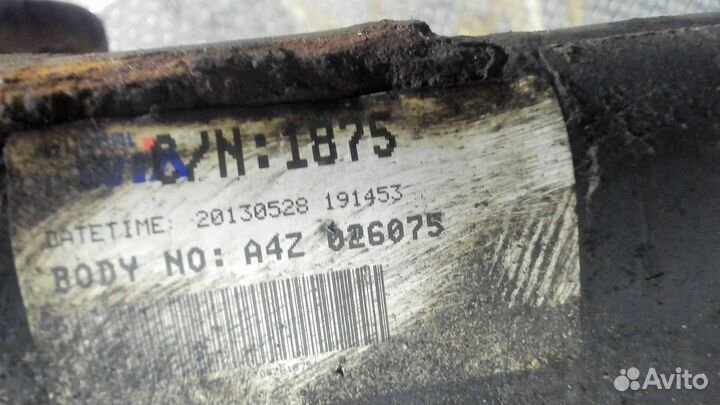 /N:1875
DATETIME: 20130528 191453
BODY NO: A4Z 026075
Avito